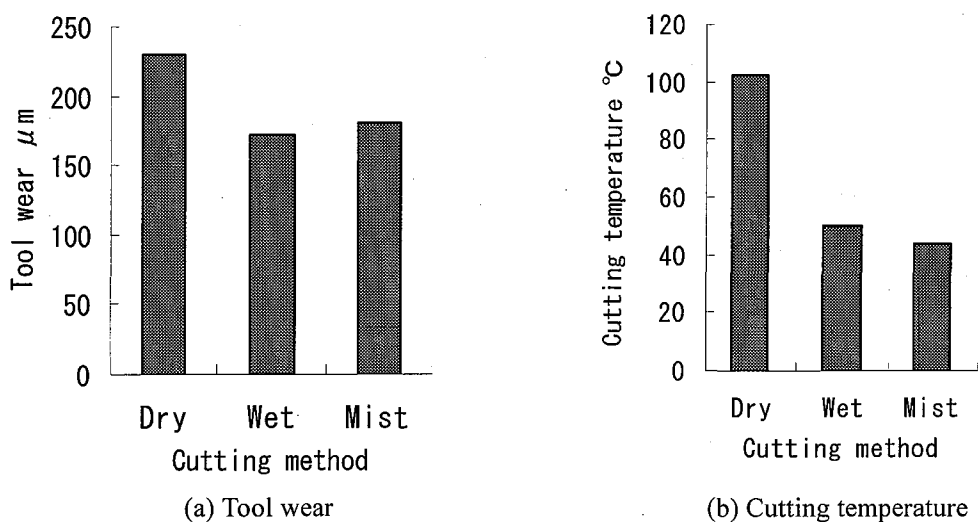 250
200
150
100
50
0
Tool wear μm
Dry Wet Mist
Cutting method
(a) Tool wear
120
100
80
60
40
20
0
Cutting temperature ℃
Dry Wet Mist
Cutting method
(b) Cutting temperature